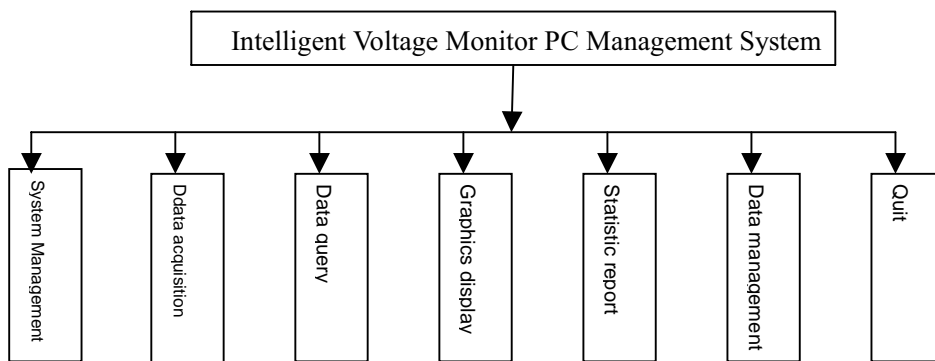 Intelligent Voltage Monitor PC Management System
System Management
Ddata acquisition
Data query
Graphics display
Statistic report
Data management
Quit